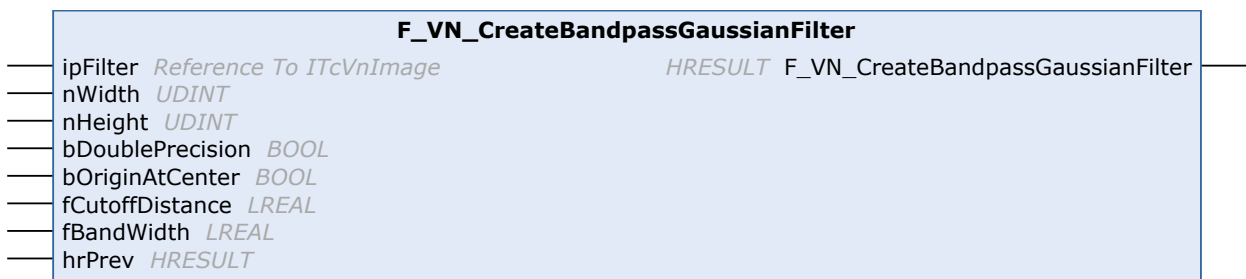 F_VN_CreateBandpassGaussianFilter
ipFilter Reference To ITcVnImage HRESULT F_VN_CreateBandpassGaussianFilter
nWidth UDINT
nHeight UDINT
bDoublePrecision BOOL
bOriginAtCenter BOOL
fCutoffDistance LREAL
fBandWidth LREAL
hrPrev HRESULT